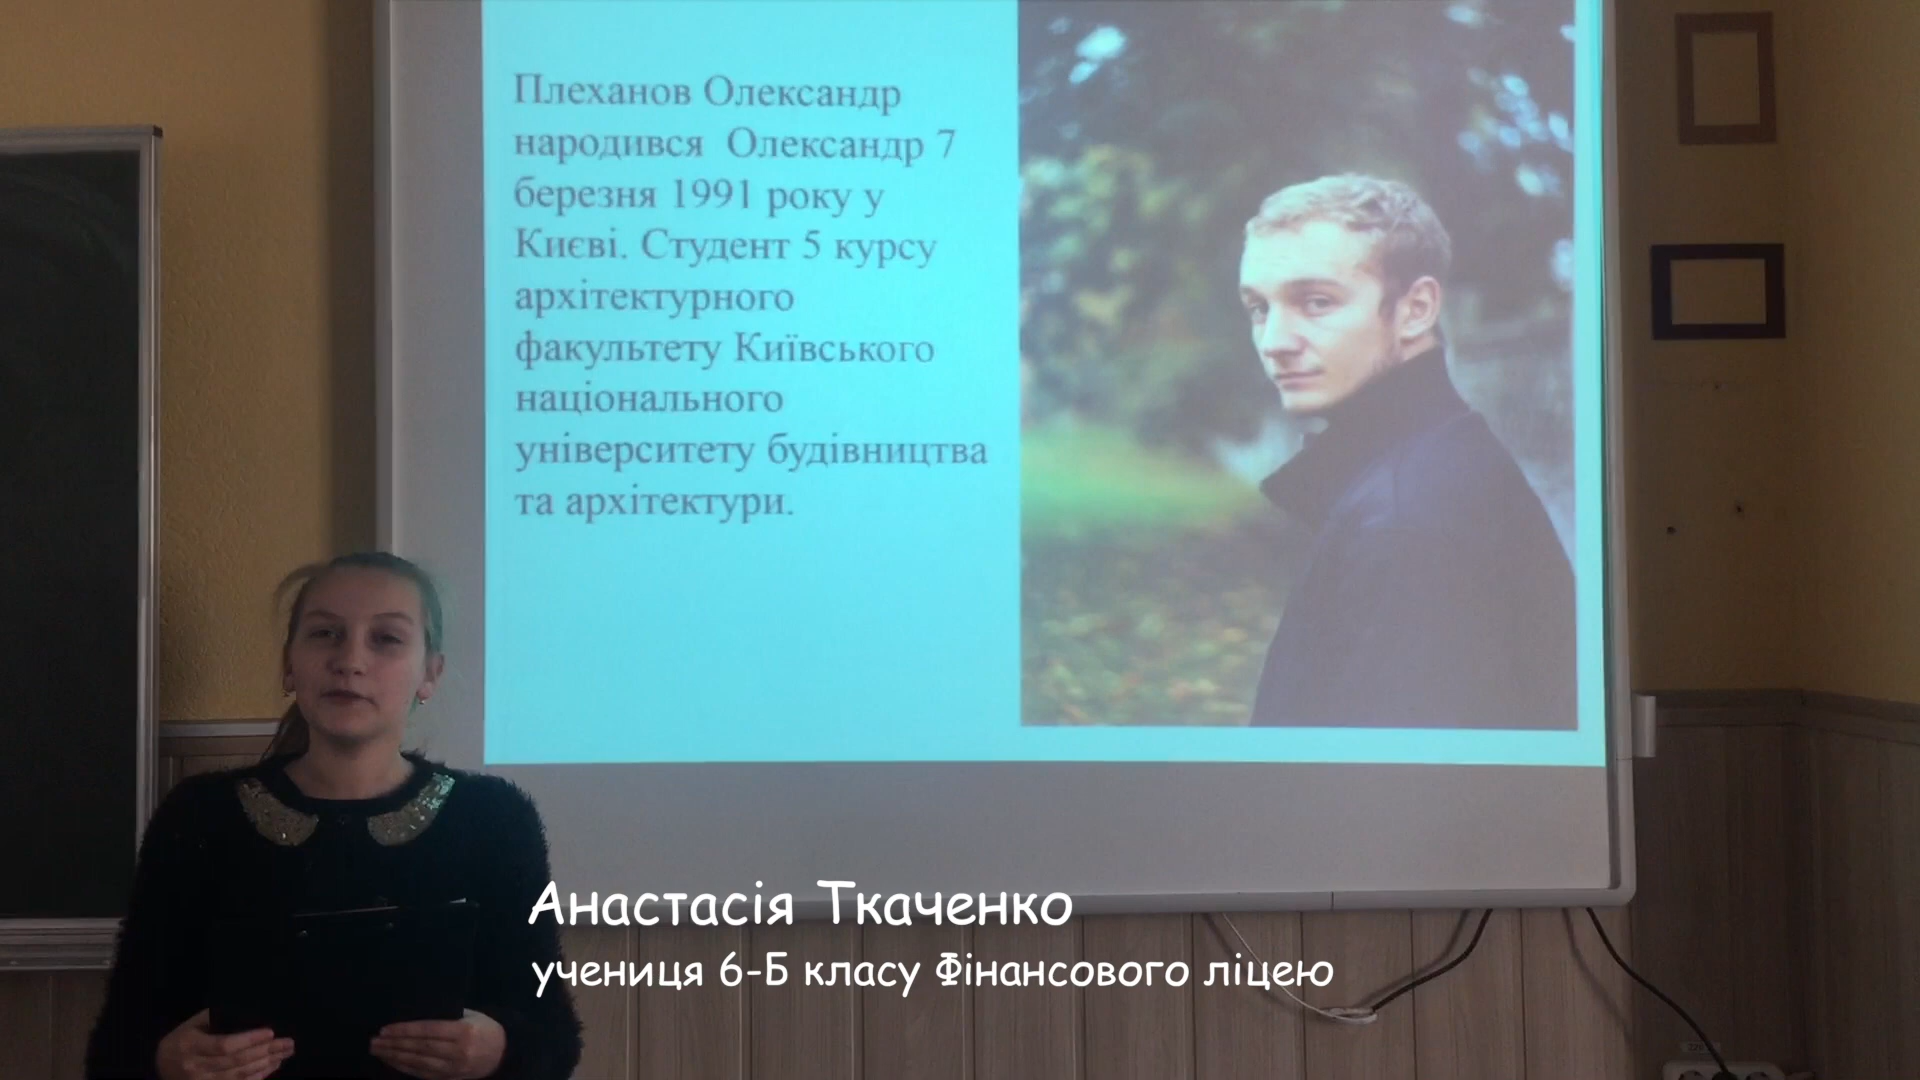 Плеханов Олександр
народився Олександр 7
березня 1991 року у
Києві. Студент 5 курсу
архітектурного
факультету Київського
національного
університету будівництва
та архітектури.
Анастасія Ткаченко
учениця 6-Б класу Фінансового ліцею